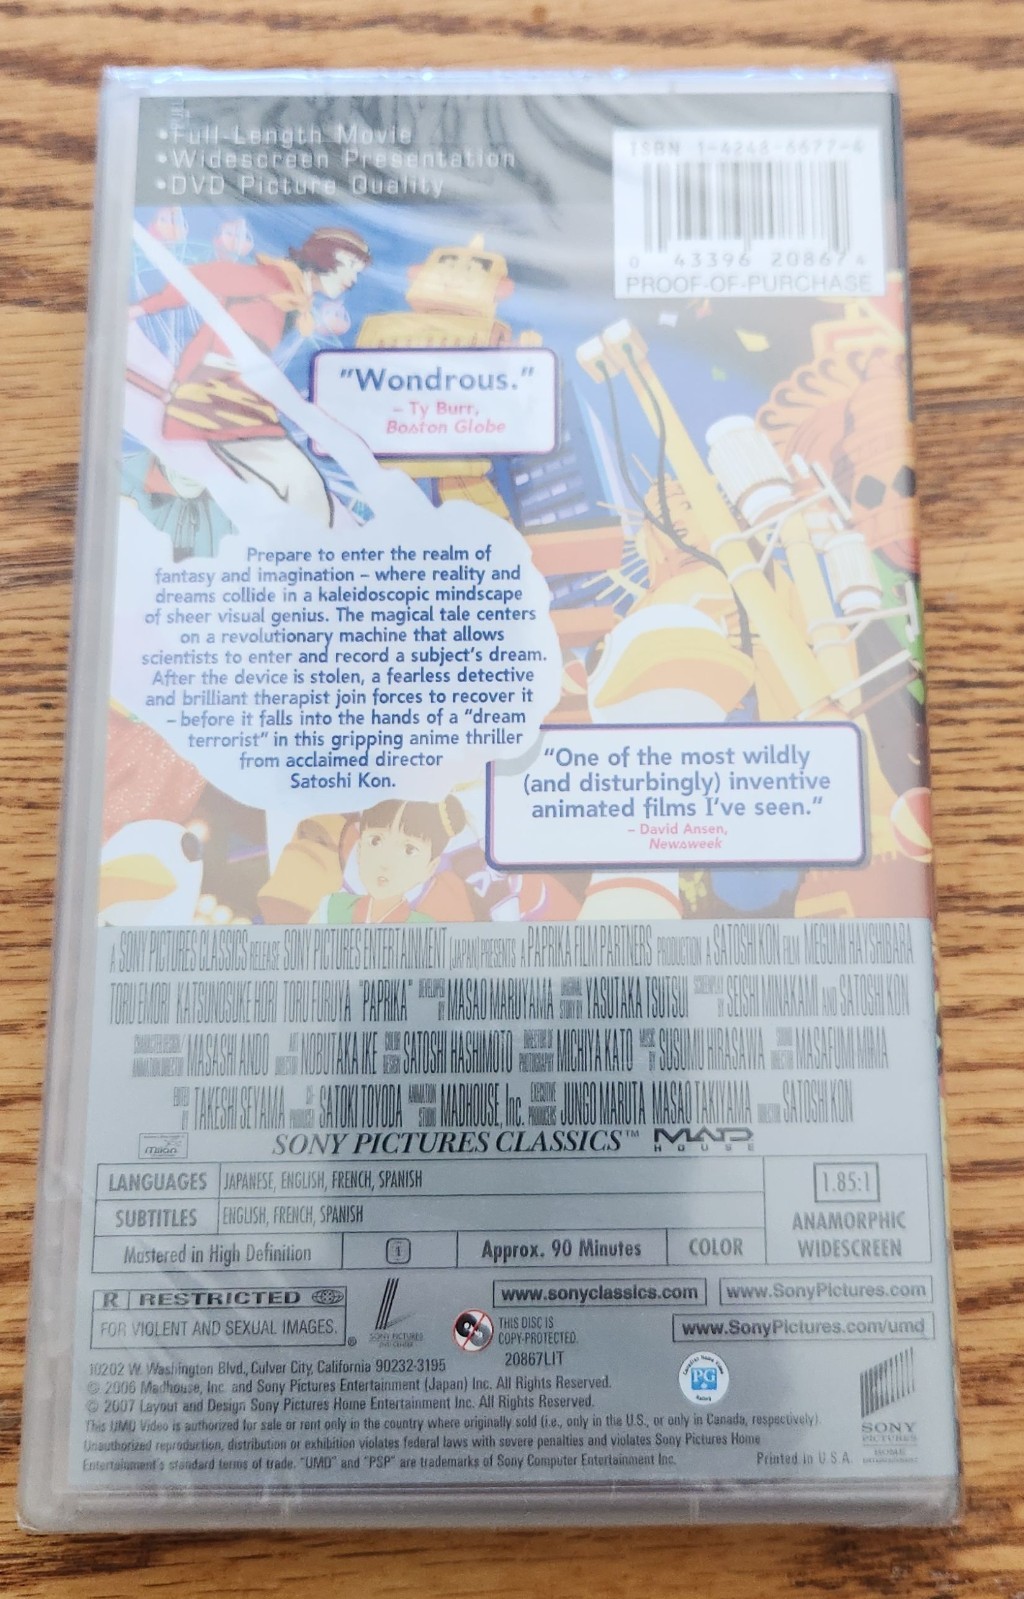 •Full-Length Movie
•Widescreen Presentation
•DVD Picture Quality
ISBN 1-4248-6677-6
0 43396 20867 4
PROOF-OF-PURCHASE
"Wondrous."
– Ty Burr,
Boston Globe
Prepare to enter the realm of
fantasy and imagination – where reality and
dreams collide in a kaleidoscopic mindscape
of sheer visual genius. The magical tale centers
on a revolutionary machine that allows
scientists to enter and record a subject's dream.
After the device is stolen, a fearless detective
and brilliant therapist join forces to recover it
– before it falls into the hands of a "dream
terrorist" in this gripping anime thriller
from acclaimed director
Satoshi Kon.
"One of the most wildly
(and disturbingly) inventive
animated films I've seen."
– David Ansen,
Newsweek
A SONY PICTURES CLASSICS RELEASE SONY PICTURES ENTERTAINMENT (JAPAN) PRESENTS A PAPRIKA FILM PARTNERS PRODUCTION A SATOSHI KON FILM MEGUMI HAYSHIBARA
TORU EMORI KATSUNOSUKE HORI TORU FURUYA "PAPRIKA" DEVELOPED BY MASAO MARUYAMA ORIGINAL STORY BY YASUTAKA TSUTSUI SCREENPLAY BY SEISHI MINAKAMI AND SATOSHI KON
CHARACTER DESIGN/ANIMATION DIRECTOR MASASHI ANDO ART DIRECTOR NOBUTAKA IKE COLOR DESIGN SATOSHI HASHIMOTO DIRECTOR OF PHOTOGRAPHY MICHIYA KATO MUSIC BY SUSUMU HIRASAWA SOUND DIRECTOR MASAFUMI MIMA
EDITED BY TAKESHI SEYAMA CO-PRODUCER SATOKI TOYODA ANIMATION STUDIO MADHOUSE, Inc. EXECUTIVE PRODUCERS JUNGO MARUTA MASAO TAKIYAMA DIRECTOR SATOSHI KON
SONY PICTURES CLASSICS™ MAD HOUSE
LANGUAGES JAPANESE, ENGLISH, FRENCH, SPANISH
SUBTITLES ENGLISH, FRENCH, SPANISH
1.85:1
ANAMORPHIC
WIDESCREEN
Mastered in High Definition 1 Approx. 90 Minutes COLOR
R RESTRICTED
FOR VIOLENT AND SEXUAL IMAGES.
SONY PICTURES
THIS DISC IS
COPY-PROTECTED.
20867LIT
www.sonyclassics.com
www.SonyPictures.com
www.SonyPictures.com/umd
PG
SONY
PICTURES
HOME
10202 W. Washington Blvd., Culver City, California 90232-3195
© 2006 Madhouse, Inc. and Sony Pictures Entertainment (Japan) Inc. All Rights Reserved.
© 2007 Layout and Design Sony Pictures Home Entertainment Inc. All Rights Reserved.
This UMD Video is authorized for sale or rent only in the country where originally sold (i.e., only in the U.S., or only in Canada, respectively).
Unauthorized reproduction, distribution or exhibition violates federal laws with severe penalties and violates Sony Pictures Home
Entertainment's standard terms of trade. "UMD" and "PSP" are trademarks of Sony Computer Entertainment Inc.
Printed in U.S.A.